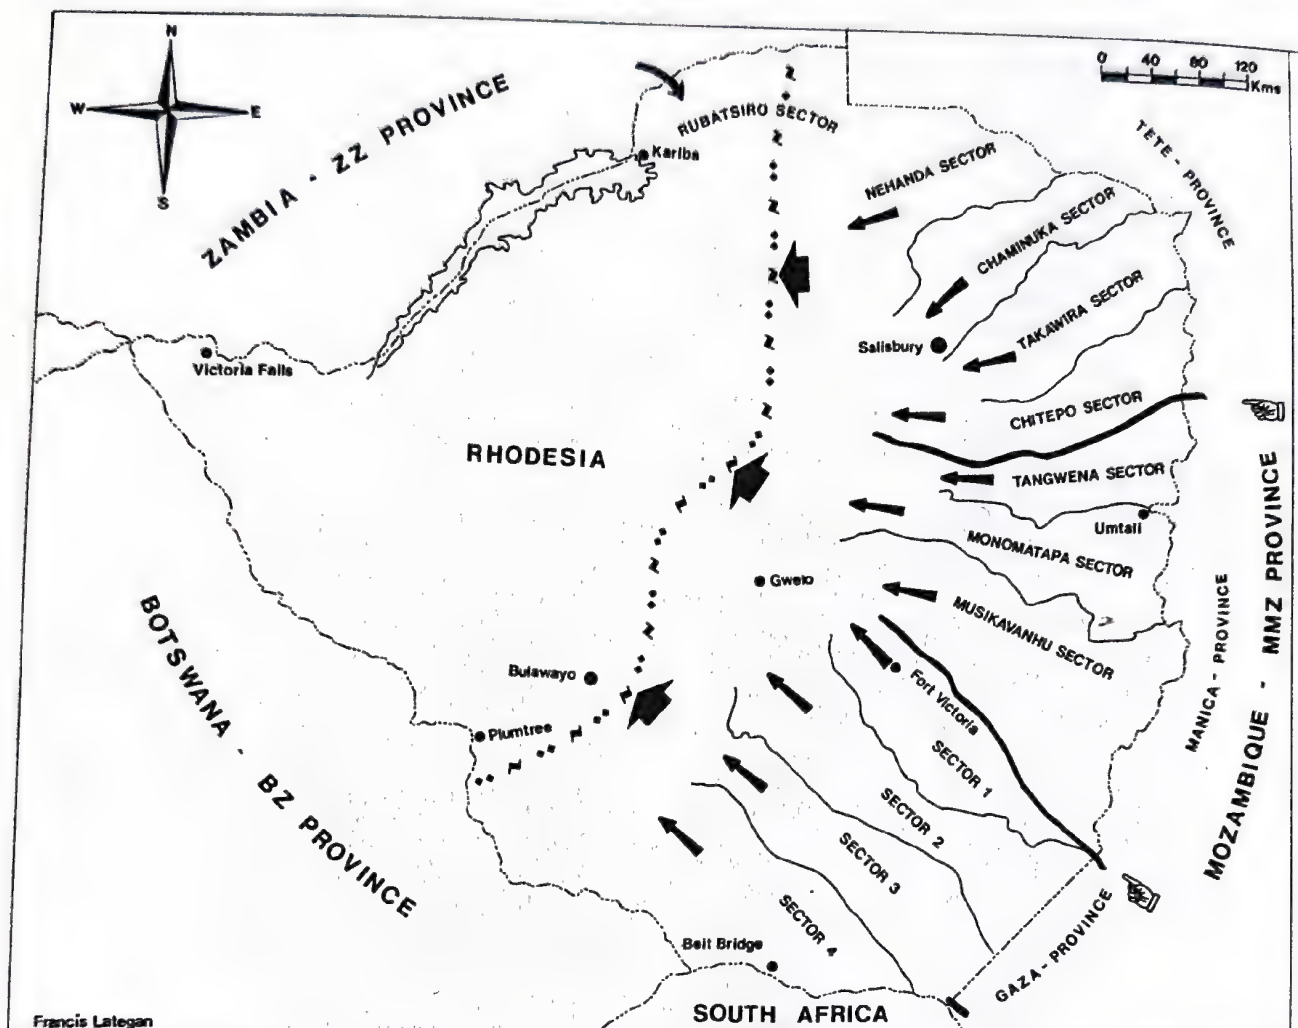 N
W
E
S
0 40 80 120
Kms
ZAMBIA - ZZ PROVINCE
RUBATSIRO SECTOR
Kariba
TETE - PROVINCE
NEHANDA SECTOR
CHAMINUKA SECTOR
TAKAWIRA SECTOR
Salisbury
Victoria Falls
CHITEPO SECTOR
RHODESIA
TANGWENA SECTOR
Umtali
MONOMATAPA SECTOR
Gwelo
MUSIKAVANHU SECTOR
MANICA - PROVINCE
MOZAMBIQUE - MMZ PROVINCE
BOTSWANA - BZ PROVINCE
Bulawayo
Fort Victoria
Plumtree
SECTOR 1
SECTOR 2
SECTOR 3
SECTOR 4
Beit Bridge
GAZA - PROVINCE
SOUTH AFRICA
Francis Lategan